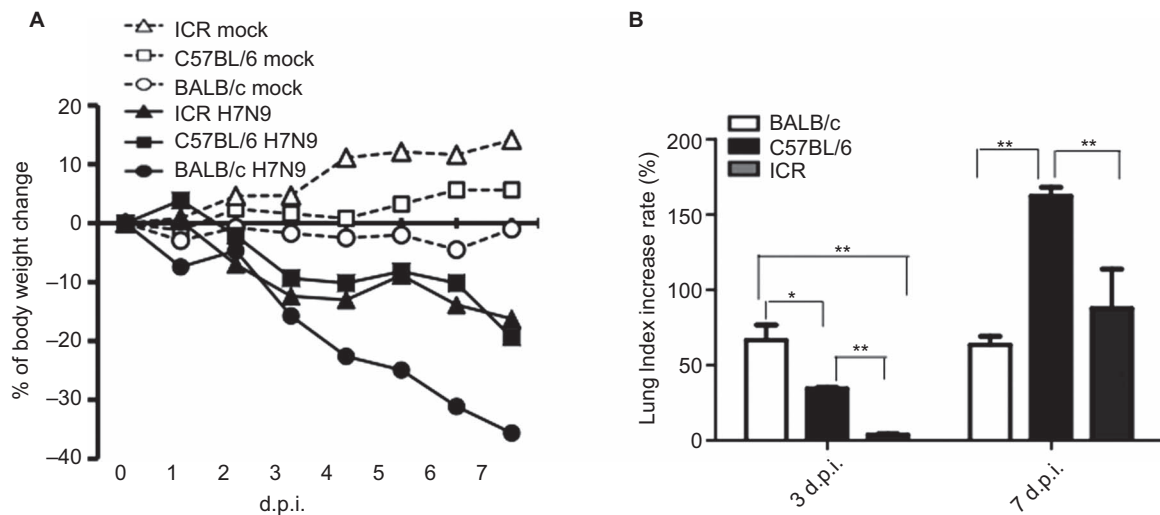 A
ICR mock
C57BL/6 mock
BALB/c mock
ICR H7N9
C57BL/6 H7N9
BALB/c H7N9
% of body weight change
20
10
0
–10
–20
–30
–40
0 1 2 3 4 5 6 7
d.p.i.
B
BALB/c
C57BL/6
ICR
Lung Index increase rate (%)
200
150
100
50
0
** **
**
*
**
3 d.p.i.
7 d.p.i.